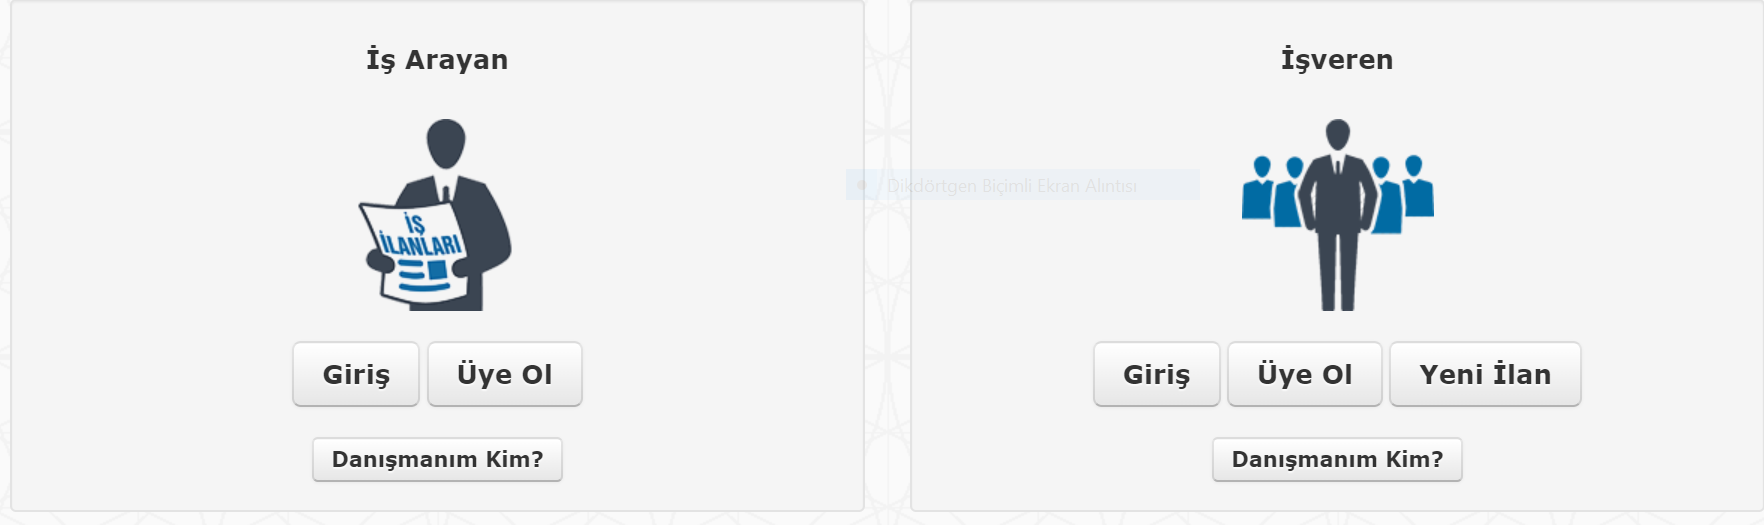 İş Arayan
İŞ
İLANLARI
Giriş
Üye Ol
Danışmanım Kim?
İşveren
Dikdörtgen Biçimli Ekran Alıntısı
Giriş
Üye Ol
Yeni İlan
Danışmanım Kim?